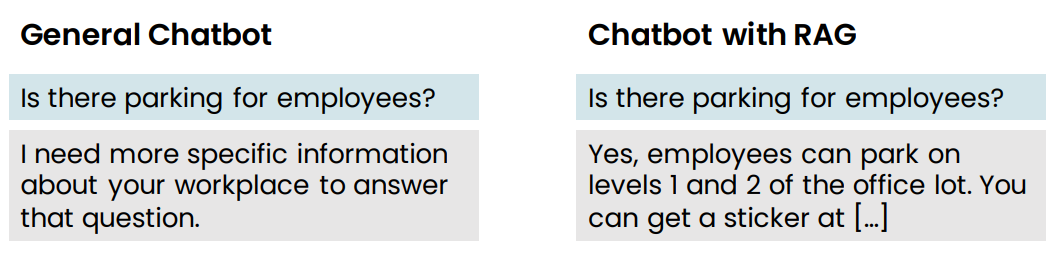 General Chatbot
Is there parking for employees?
I need more specific information
about your workplace to answer
that question.
Chatbot with RAG
Is there parking for employees?
Yes, employees can park on
levels 1 and 2 of the office lot. You
can get a sticker at [...]